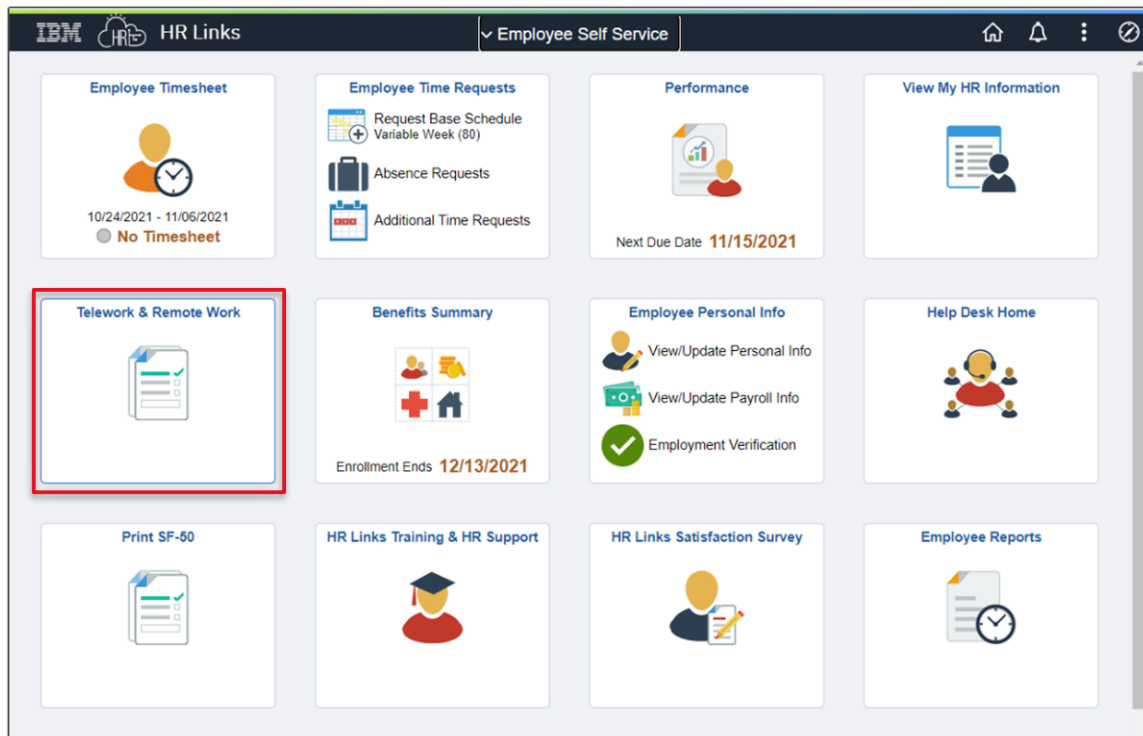 IBM HR HR Links
Employee Self Service
Employee Timesheet
10/24/2021 - 11/06/2021
No Timesheet
Employee Time Requests
Request Base Schedule
Variable Week (80)
Absence Requests
Additional Time Requests
Performance
Next Due Date 11/15/2021
View My HR Information
Telework & Remote Work
Benefits Summary
Enrollment Ends 12/13/2021
Employee Personal Info
View/Update Personal Info
View/Update Payroll Info
Employment Verification
Help Desk Home
Print SF-50
HR Links Training & HR Support
HR Links Satisfaction Survey
Employee Reports